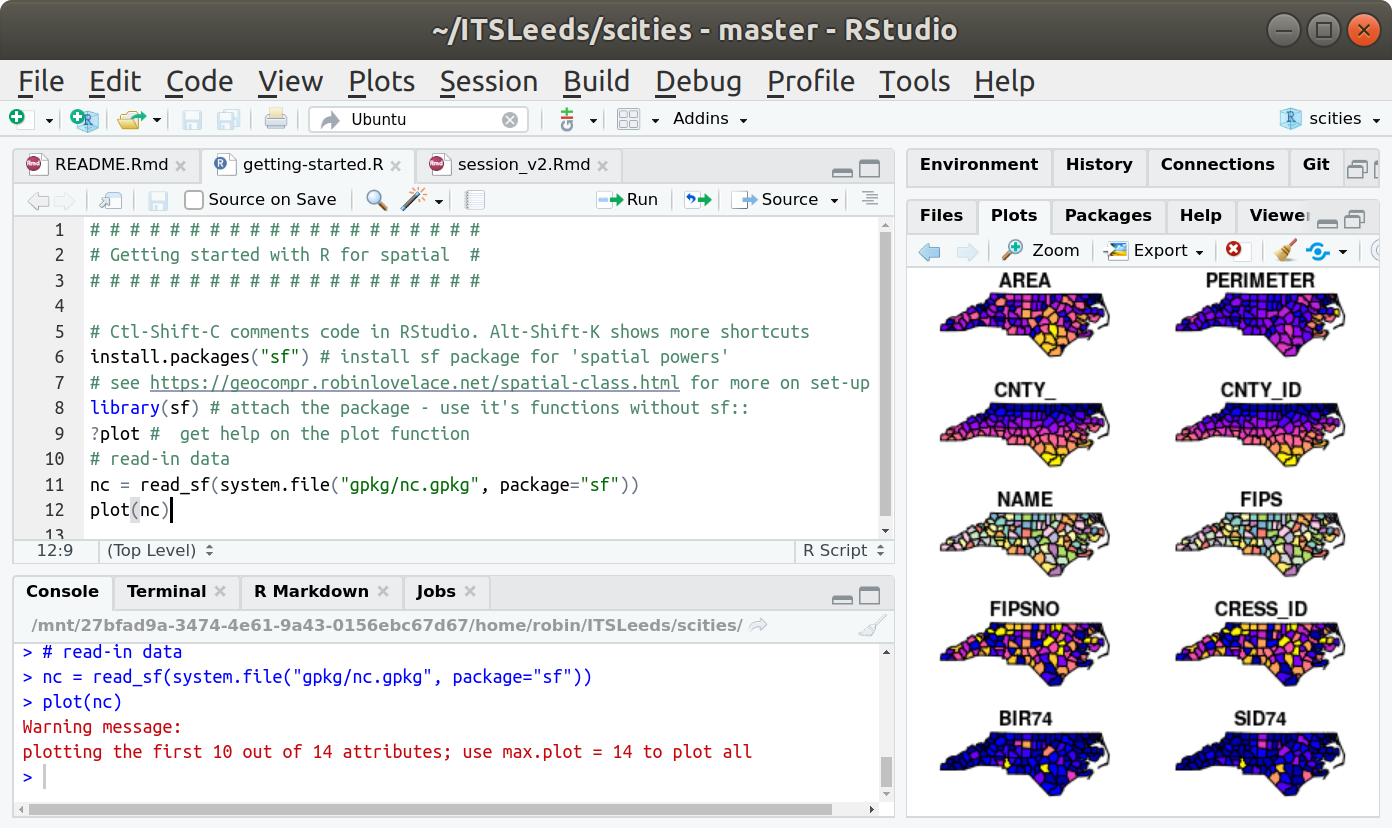 ~/ITSLeeds/scities - master - RStudio
File Edit Code View Plots Session Build Debug Profile Tools Help
Ubuntu Addins scities
README.Rmd getting-started.R session_v2.Rmd
Source on Save Run Source
1 # # # # # # # # # # # # # # # # # # # #
2 # Getting started with R for spatial  #
3 # # # # # # # # # # # # # # # # # # # #
4
5 # Ctl-Shift-C comments code in RStudio. Alt-Shift-K shows more shortcuts
6 install.packages("sf") # install sf package for 'spatial powers'
7 # see https://geocompr.robinlovelace.net/spatial-class.html for more on set-up
8 library(sf) # attach the package - use it's functions without sf::
9 ?plot #  get help on the plot function
10 # read-in data
11 nc = read_sf(system.file("gpkg/nc.gpkg", package="sf"))
12 plot(nc)
13
12:9 (Top Level) R Script
Console Terminal R Markdown Jobs
/mnt/27bfad9a-3474-4e61-9a43-0156ebc67d67/home/robin/ITSLeeds/scities/
> # read-in data
> nc = read_sf(system.file("gpkg/nc.gpkg", package="sf"))
> plot(nc)
Warning message:
plotting the first 10 out of 14 attributes; use max.plot = 14 to plot all
>
Environment History Connections Git
Files Plots Packages Help Viewer
Zoom Export
AREA PERIMETER
CNTY_ CNTY_ID
NAME FIPS
FIPSNO CRESS_ID
BIR74 SID74